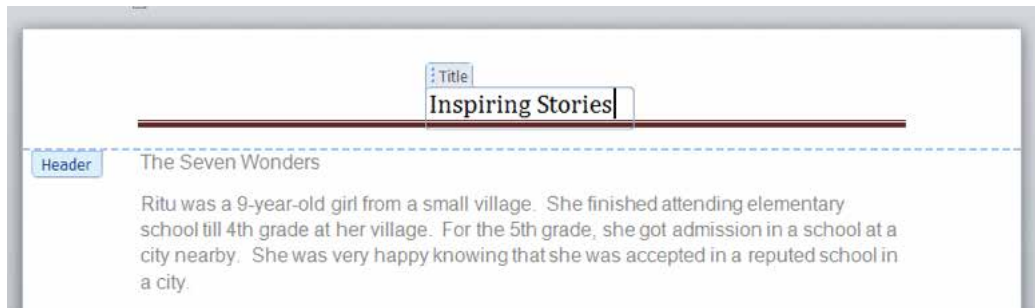 Title
Inspiring Stories
Header
The Seven Wonders
Ritu was a 9-year-old girl from a small village.  She finished attending elementary
school till 4th grade at her village.  For the 5th grade, she got admission in a school at a
city nearby.  She was very happy knowing that she was accepted in a reputed school in
a city.